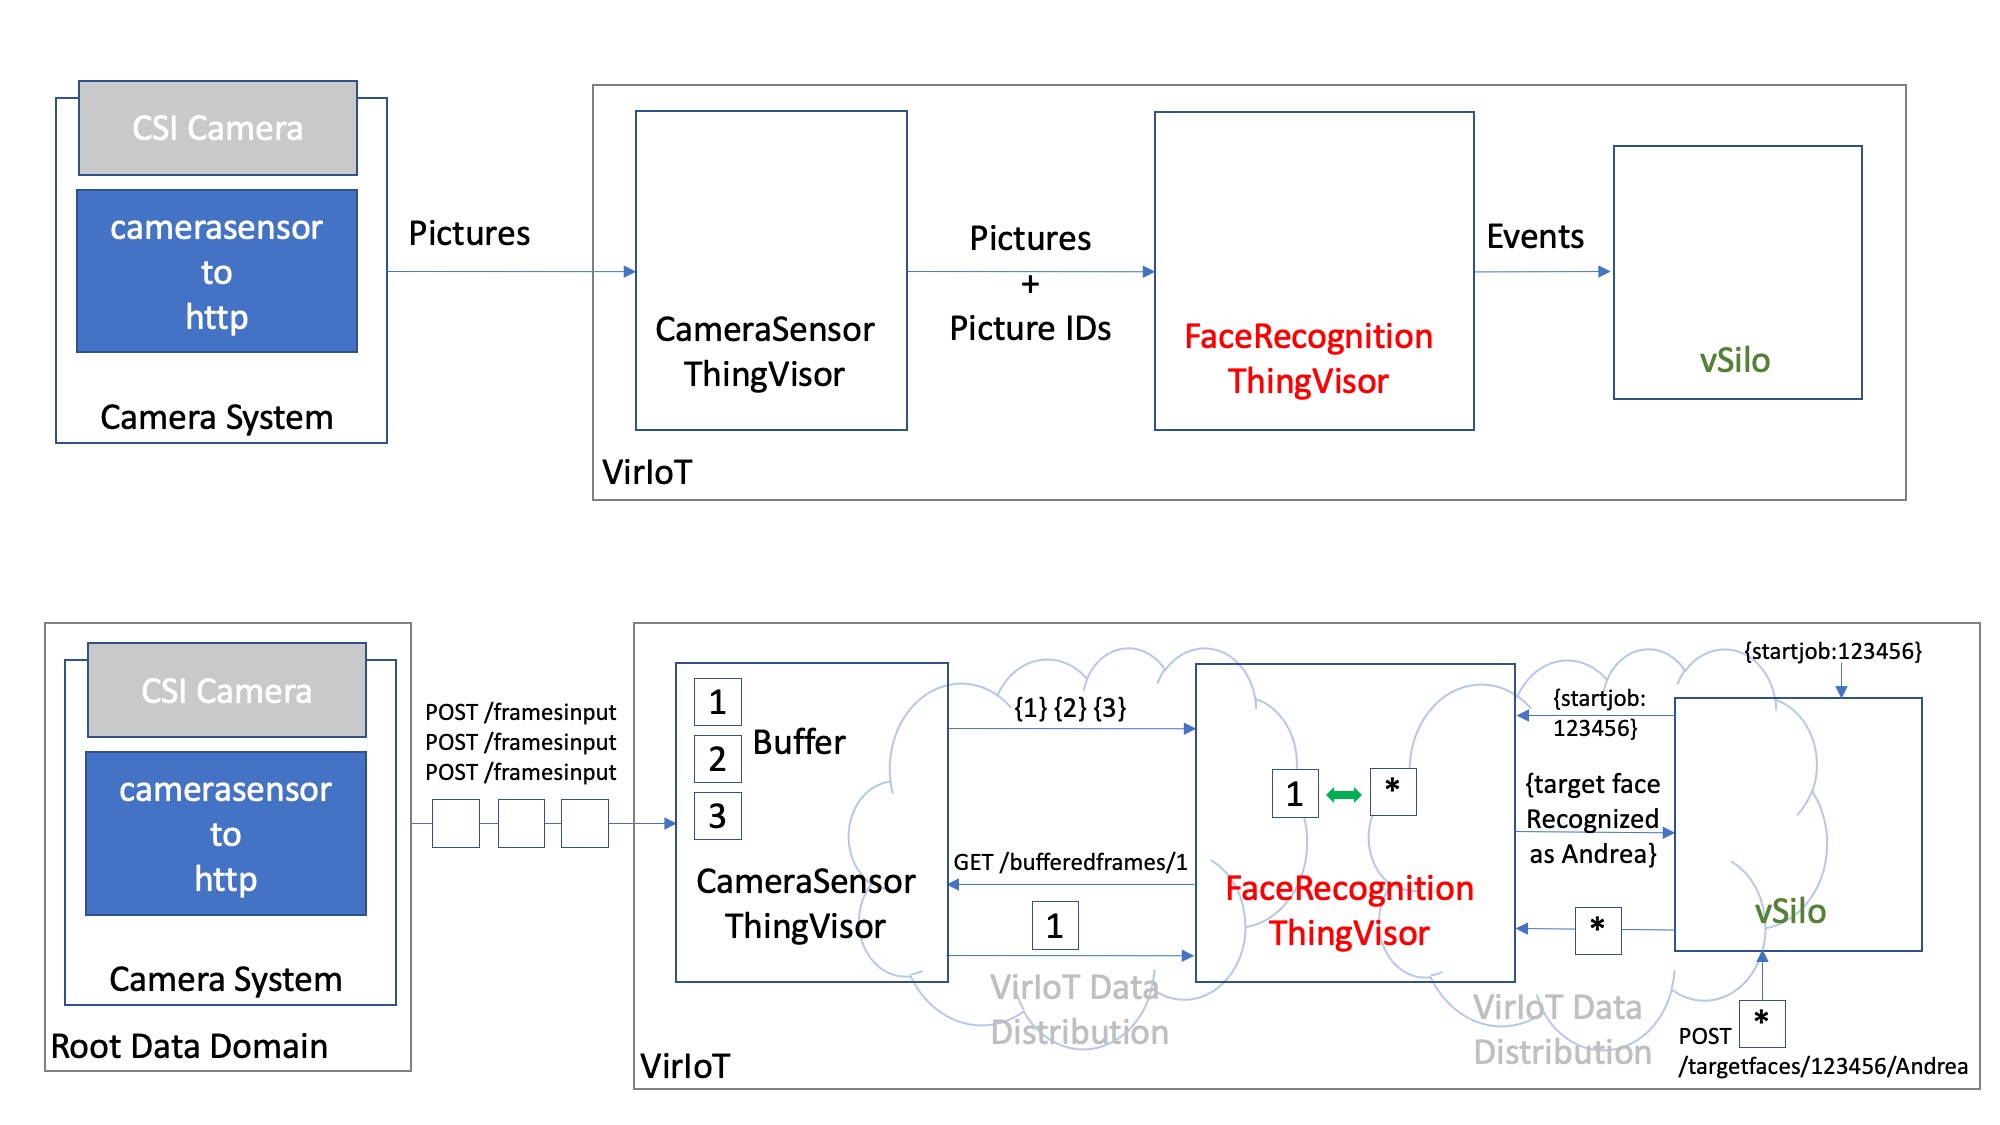 CSI Camera
camerasensor
to
http
Camera System
Pictures
CameraSensor
ThingVisor
Pictures
+
Picture IDs
FaceRecognition
ThingVisor
Events
vSilo
VirIoT
CSI Camera
camerasensor
to
http
Camera System
Root Data Domain
POST /framesinput
POST /framesinput
POST /framesinput
1
2
3
Buffer
CameraSensor
ThingVisor
{1} {2} {3}
GET /bufferedframes/1
1
VirIoT Data
Distribution
1
*
FaceRecognition
ThingVisor
{startjob:
123456}
{target face
Recognized
as Andrea}
*
VirIoT Data
Distribution
{startjob:123456}
vSilo
*
POST
/targetfaces/123456/Andrea
VirIoT